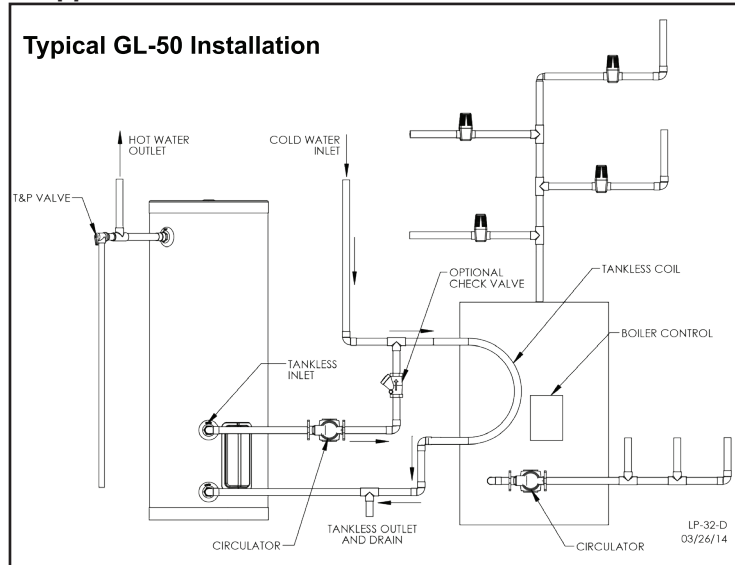 Typical GL-50 Installation
HOT WATER
OUTLET
COLD WATER
INLET
T&P VALVE
OPTIONAL
CHECK VALVE
TANKLESS COIL
BOILER CONTROL
TANKLESS
INLET
TANKLESS OUTLET
AND DRAIN
CIRCULATOR
CIRCULATOR
LP-32-D
03/26/14